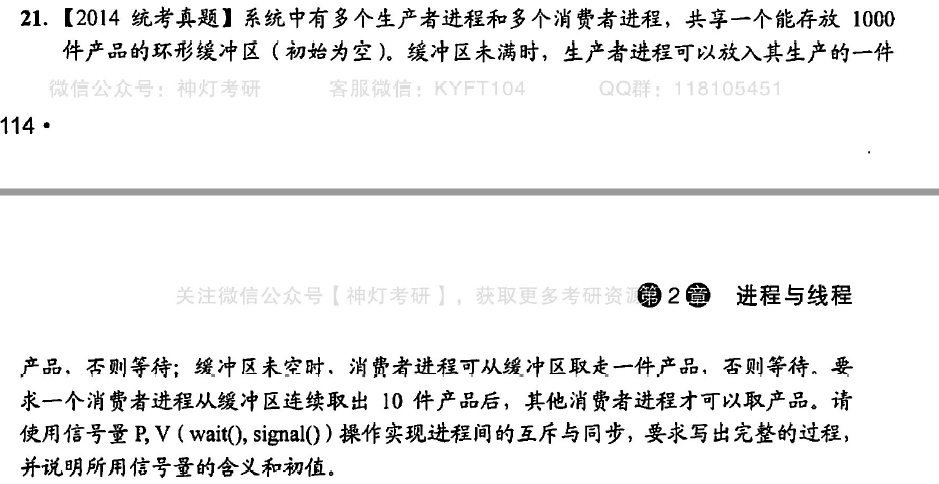 21.【2014 统考真题】系统中有多个生产者进程和多个消费者进程，共享一个能存放 1000
件产品的环形缓冲区（初始为空）。缓冲区未满时，生产者进程可以放入其生产的一件
微信公众号：神灯考研 客服微信：KYFT104 QQ群：118105451
114 •
关注微信公众号【神灯考研】，获取更多考研资源 第 2 章 进程与线程
产品，否则等待；缓冲区未空时，消费者进程可从缓冲区取走一件产品，否则等待。要
求一个消费者进程从缓冲区连续取出 10 件产品后，其他消费者进程才可以取产品。请
使用信号量 P, V（wait(), signal()）操作实现进程间的互斥与同步，要求写出完整的过程，
并说明所用信号量的含义和初值。